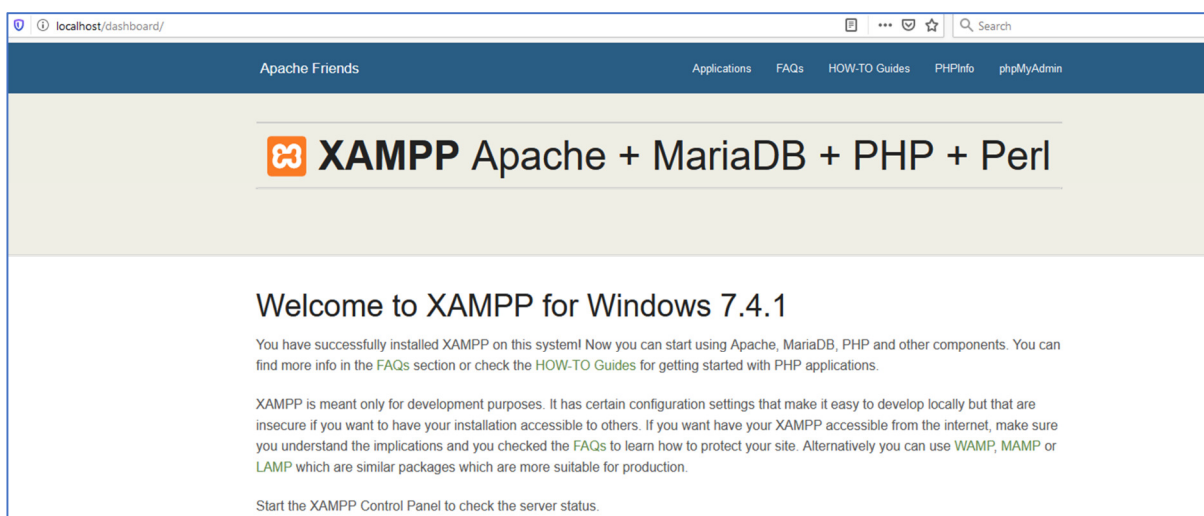 localhost/dashboard/
Search
Apache Friends
Applications FAQs HOW-TO Guides PHPInfo phpMyAdmin
XAMPP Apache + MariaDB + PHP + Perl
Welcome to XAMPP for Windows 7.4.1
You have successfully installed XAMPP on this system! Now you can start using Apache, MariaDB, PHP and other components. You can
find more info in the FAQs section or check the HOW-TO Guides for getting started with PHP applications.
XAMPP is meant only for development purposes. It has certain configuration settings that make it easy to develop locally but that are
insecure if you want to have your installation accessible to others. If you want have your XAMPP accessible from the internet, make sure
you understand the implications and you checked the FAQs to learn how to protect your site. Alternatively you can use WAMP, MAMP or
LAMP which are similar packages which are more suitable for production.
Start the XAMPP Control Panel to check the server status.